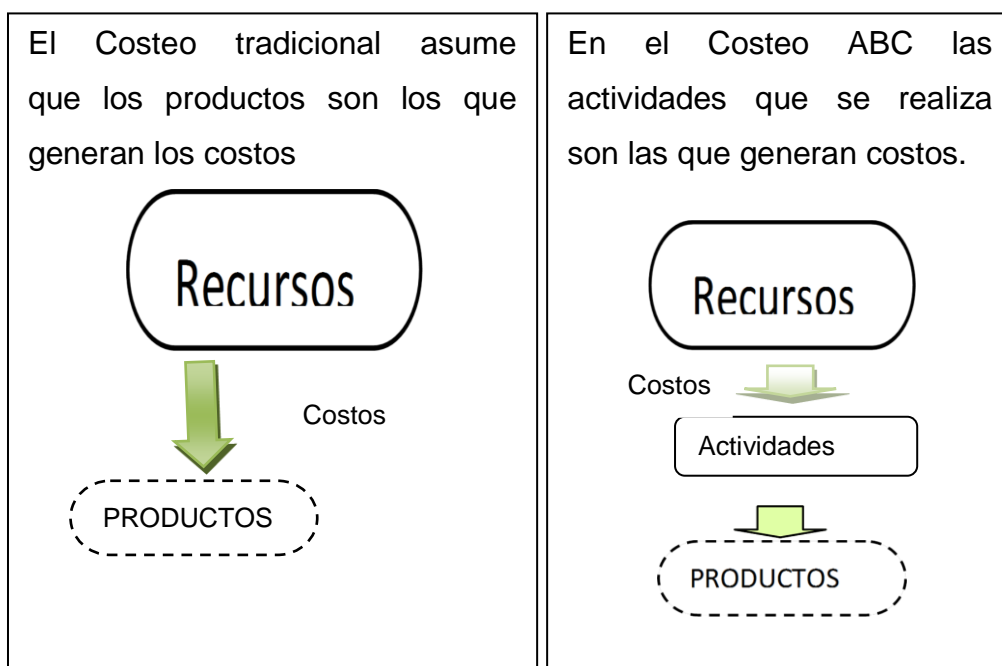 El Costeo tradicional asume
que los productos son los que
generan los costos
Recursos
Costos
PRODUCTOS
En el Costeo ABC las
actividades que se realiza
son las que generan costos.
Recursos
Costos
Actividades
PRODUCTOS